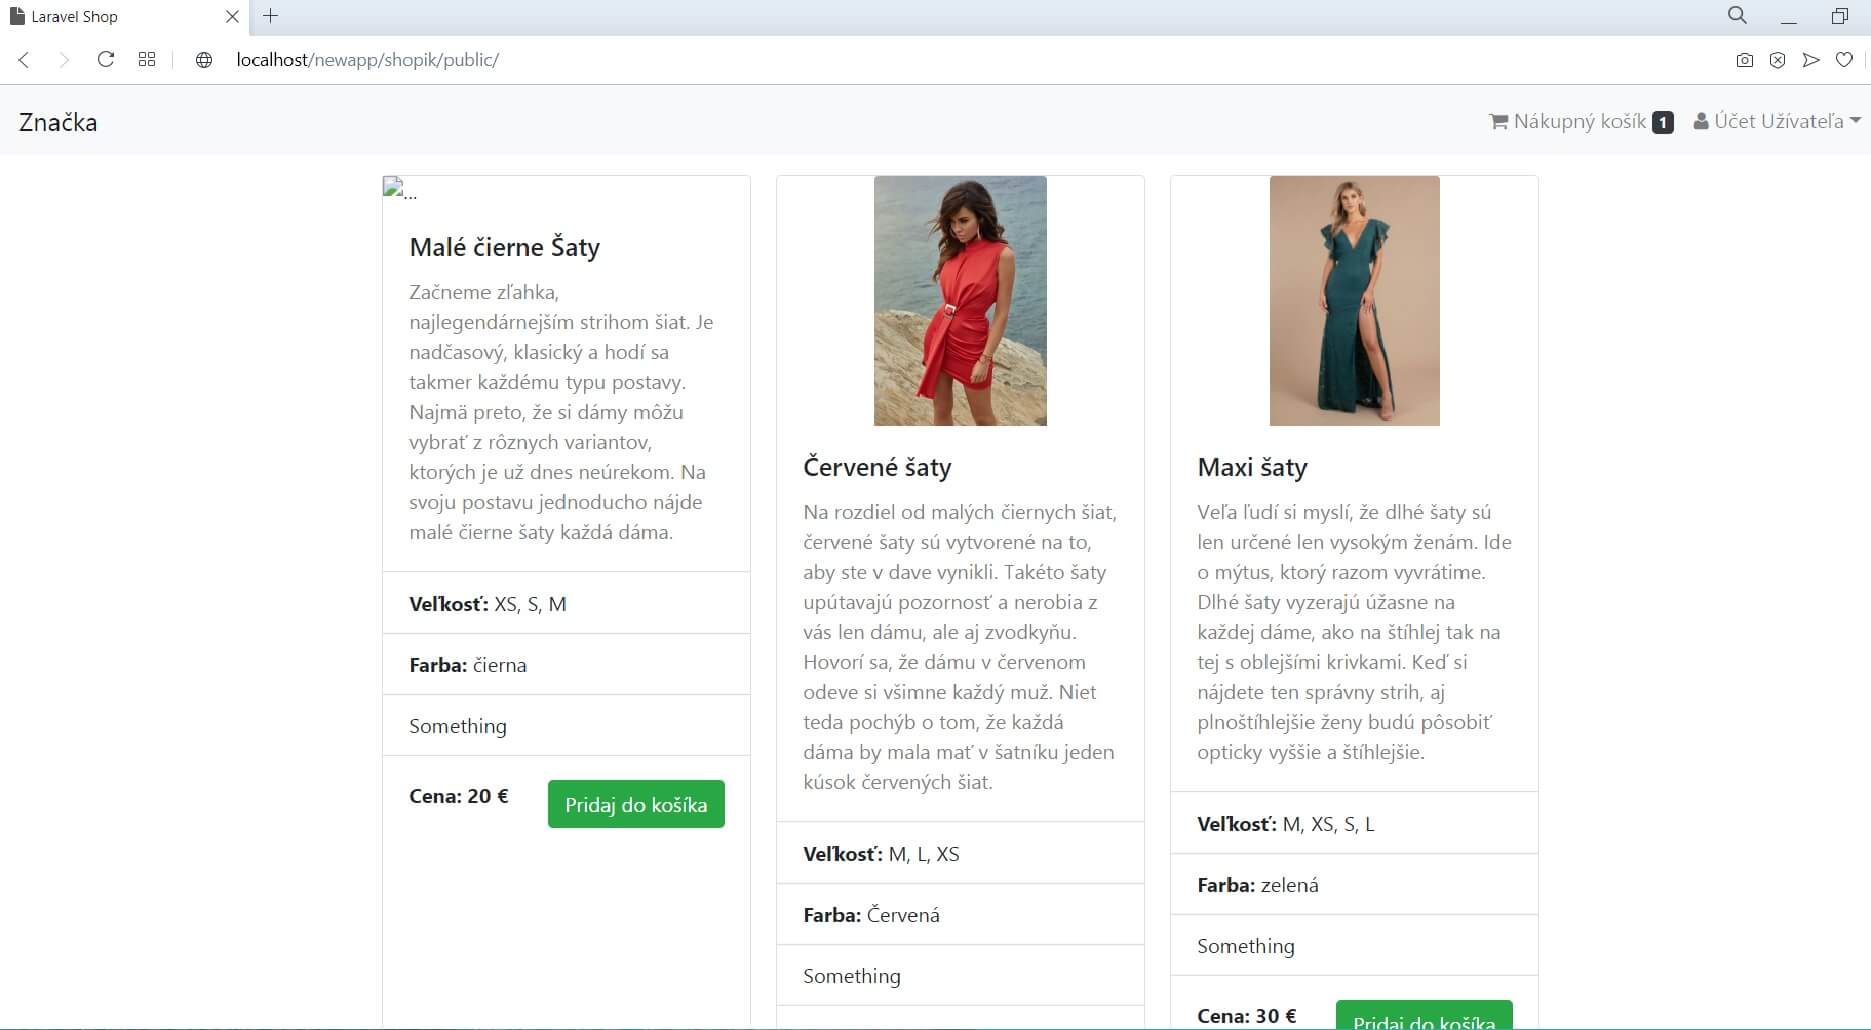 Laravel Shop
localhost/newapp/shopik/public/
Značka
Nákupný košík 1
Účet Užívateľa
...
Malé čierne Šaty
Začneme zľahka,
najlegendárnejším strihom šiat. Je
nadčasový, klasický a hodí sa
takmer každému typu postavy.
Najmä preto, že si dámy môžu
vybrať z rôznych variantov,
ktorých je už dnes neúrekom. Na
svoju postavu jednoducho nájde
malé čierne šaty každá dáma.
Veľkosť: XS, S, M
Farba: čierna
Something
Cena: 20 €
Pridaj do košíka
Červené šaty
Na rozdiel od malých čiernych šiat,
červené šaty sú vytvorené na to,
aby ste v dave vynikli. Takéto šaty
upútavajú pozornosť a nerobia z
vás len dámu, ale aj zvodkyňu.
Hovorí sa, že dámu v červenom
odeve si všimne každý muž. Niet
teda pochýb o tom, že každá
dáma by mala mať v šatníku jeden
kúsok červených šiat.
Veľkosť: M, L, XS
Farba: Červená
Something
Maxi šaty
Veľa ľudí si myslí, že dlhé šaty sú
len určené len vysokým ženám. Ide
o mýtus, ktorý razom vyvrátime.
Dlhé šaty vyzerajú úžasne na
každej dáme, ako na štíhlej tak na
tej s oblejšími krivkami. Keď si
nájdete ten správny strih, aj
plnoštíhlejšie ženy budú pôsobiť
opticky vyššie a štíhlejšie.
Veľkosť: M, XS, S, L
Farba: zelená
Something
Cena: 30 €
Pridaj do košíka